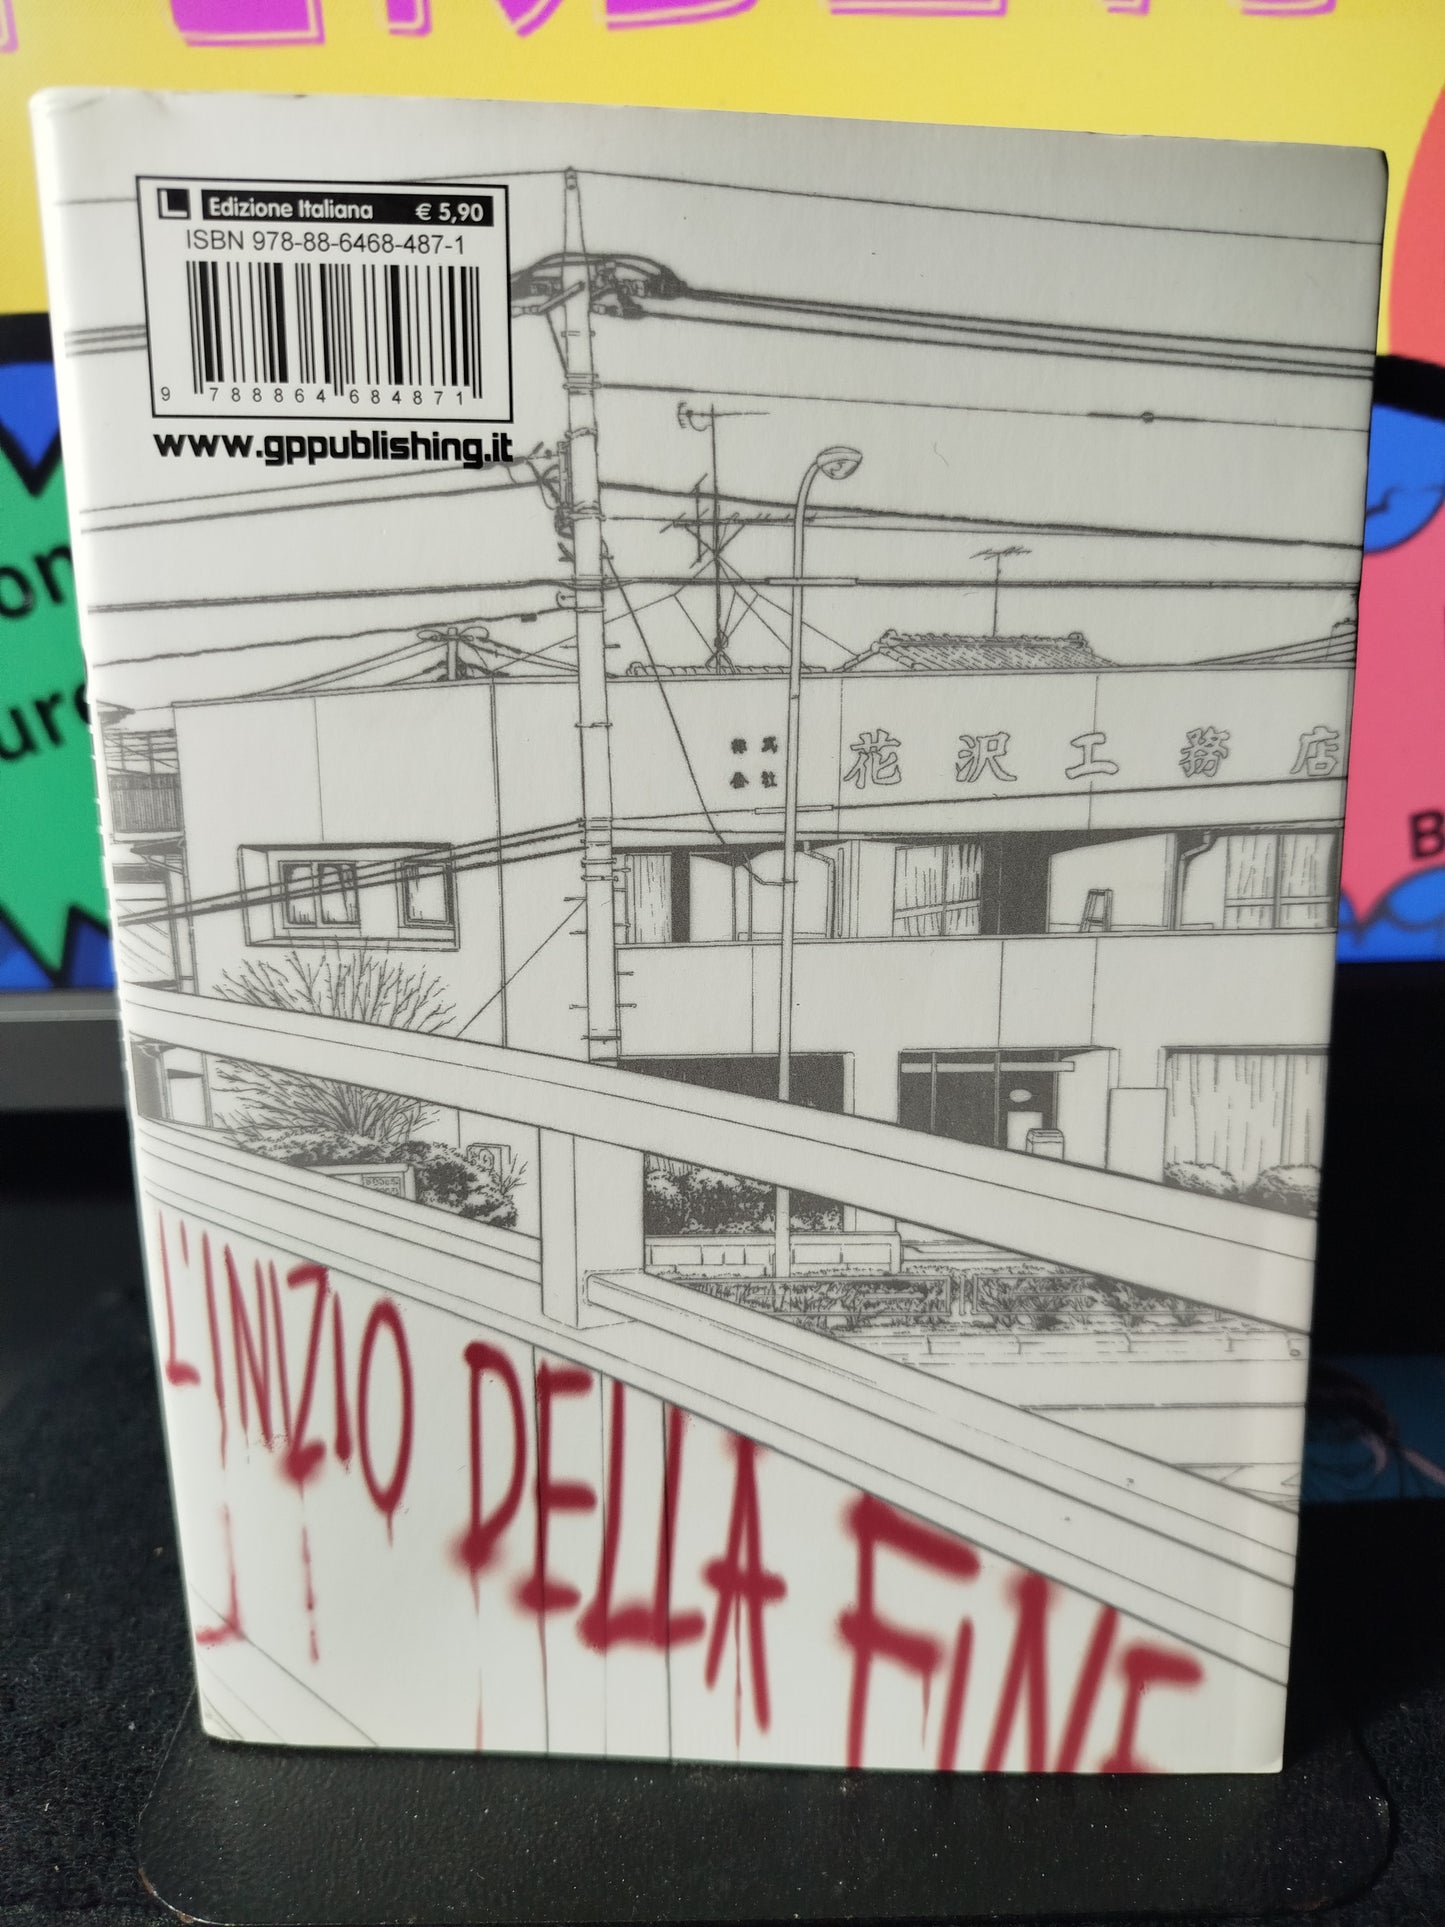 Edizione Italiana € 5,90
ISBN 978-88-6468-487-1
9 788864 684871
www.gppublishing.it
株式会社 花沢工務店
L'INIZIO DELLA FINE